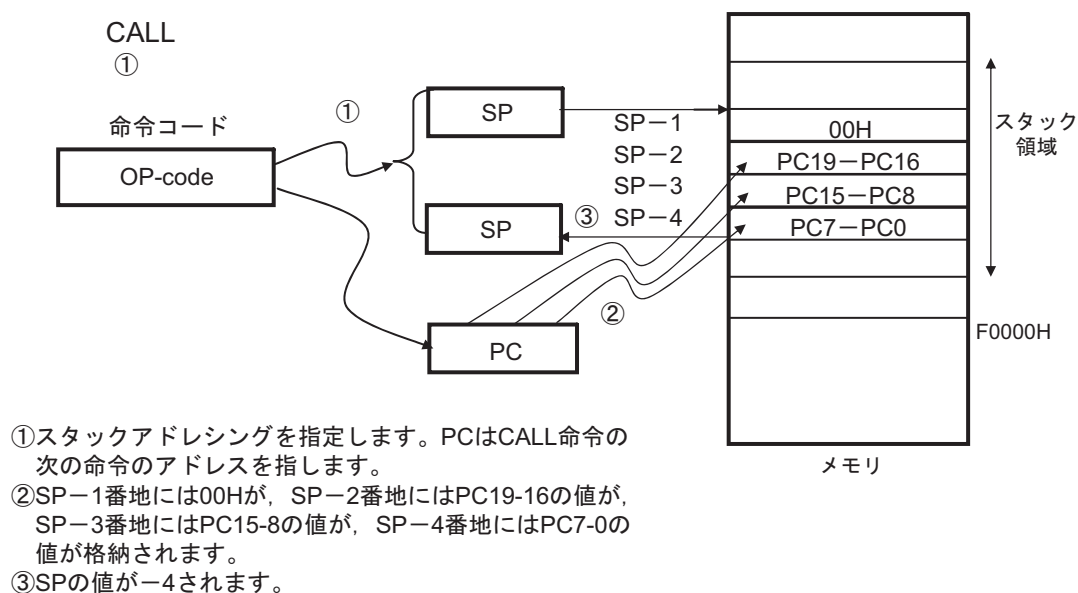 CALL
①
命令コード
OP-code
①
SP
SP
PC
SP－1
SP－2
SP－3
③ SP－4
②
00H
PC19－PC16
PC15－PC8
PC7－PC0
スタック
領域
F0000H
メモリ
①スタックアドレシングを指定します。PCはCALL命令の
次の命令のアドレスを指します。
②SP－1番地には00Hが，SP－2番地にはPC19-16の値が，
SP－3番地にはPC15-8の値が，SP－4番地にはPC7-0の
値が格納されます。
③SPの値が－4されます。